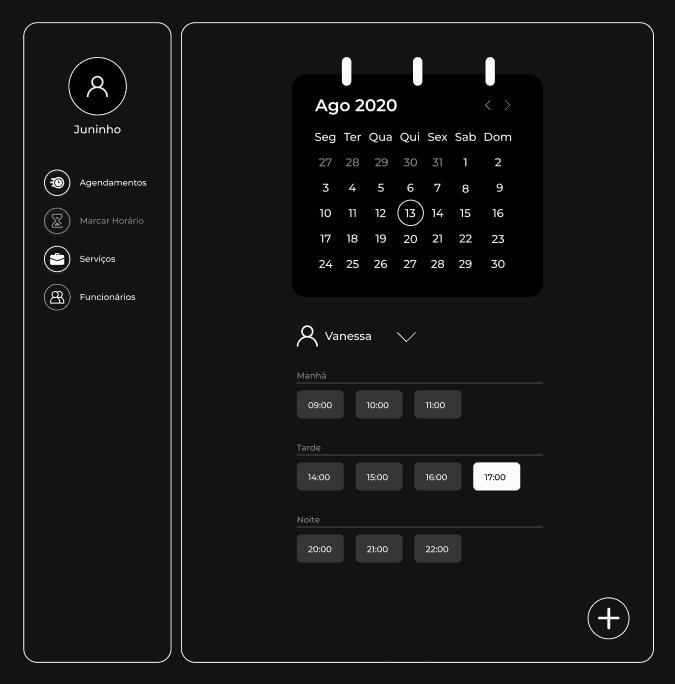 Juninho
Agendamentos
Marcar Horário
Serviços
Funcionários
Ago 2020
Seg Ter Qua Qui Sex Sab Dom
27 28 29 30 31 1 2
3 4 5 6 7 8 9
10 11 12 13 14 15 16
17 18 19 20 21 22 23
24 25 26 27 28 29 30
Vanessa
Manhã
09:00 10:00 11:00
Tarde
14:00 15:00 16:00 17:00
Noite
20:00 21:00 22:00